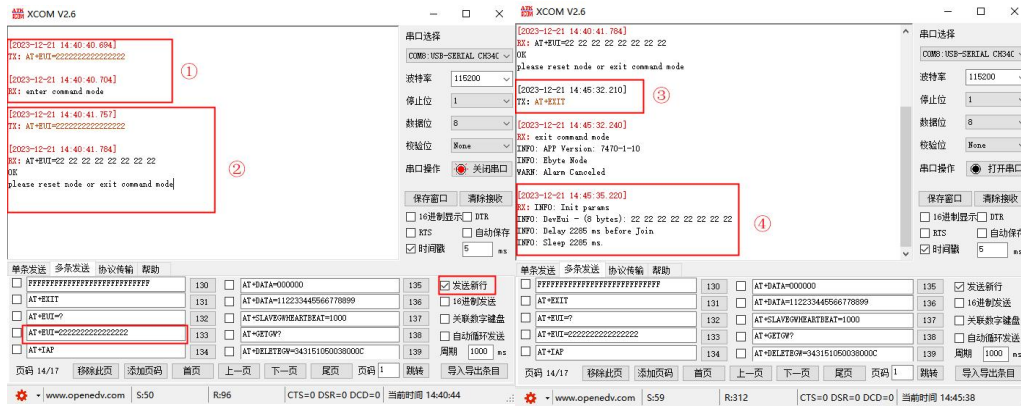 XCOM V2.6
[2023-12-21 14:40:40.694]
TX: AT+EUI=2222222222222222
[2023-12-21 14:40:40.704]
RX: enter command mode
①
[2023-12-21 14:40:41.757]
TX: AT+EUI=2222222222222222
[2023-12-21 14:40:41.784]
RX: AT+EUI=22 22 22 22 22 22 22 22
OK
please reset node or exit command mode
②
串口选择
COM8:USB-SERIAL CH340
波特率 115200
停止位 1
数据位 8
校验位 None
串口操作 关闭串口
保存窗口 清除接收
16进制显示 DTR
RTS 自动保存
时间戳 5 ms
单条发送 多条发送 协议传输 帮助
FFFFFFFFFFFFFFFFFFFFFFFFFFFF 130 AT+DATA=000000 135 发送新行
AT+EXIT 131 AT+DATA=112233445566778899 136 16进制发送
AT+EUI=? 132 AT+SLAVEGWHEARTBEAT=1000 137 关联数字键盘
AT+EUI=2222222222222222 133 AT+GETGW? 138 自动循环发送
AT+IAP 134 AT+DELETEGW=343151050038000C 139 周期 1000 ms
页码 14/17 移除此页 添加页码 首页 上一页 下一页 尾页 页码 1 跳转 导入导出条目
www.openedv.com S:50 R:96 CTS=0 DSR=0 DCD=0 当前时间 14:40:44
XCOM V2.6
[2023-12-21 14:40:41.784]
RX: AT+EUI=22 22 22 22 22 22 22 22
OK
please reset node or exit command mode
[2023-12-21 14:45:32.210]
TX: AT+EXIT
③
[2023-12-21 14:45:32.240]
RX: exit command mode
INFO: APP Version: 7470-1-10
INFO: Ebyte Node
WARN: Alarm Canceled
[2023-12-21 14:45:35.220]
RX: INFO: Init params
INFO: DevEui - (8 bytes): 22 22 22 22 22 22 22 22
INFO: Delay 2285 ms before Join
INFO: Sleep 2285 ms.
④
串口选择
COM8:USB-SERIAL CH34C
波特率 115200
停止位 1
数据位 8
校验位 None
串口操作 打开串口
保存窗口 清除接收
16进制显示 DTR
RTS 自动保存
时间戳 5 ms
单条发送 多条发送 协议传输 帮助
FFFFFFFFFFFFFFFFFFFFFFFFFFFF 130 AT+DATA=000000 135 发送新行
AT+EXIT 131 AT+DATA=112233445566778899 136 16进制发送
AT+EUI=? 132 AT+SLAVEGWHEARTBEAT=1000 137 关联数字键盘
AT+EUI=2222222222222222 133 AT+GETGW? 138 自动循环发送
AT+IAP 134 AT+DELETEGW=343151050038000C 139 周期 1000 ms
页码 14/17 移除此页 添加页码 首页 上一页 下一页 尾页 页码 1 跳转 导入导出条目
www.openedv.com S:59 R:312 CTS=0 DSR=0 DCD=0 当前时间 14:45:38